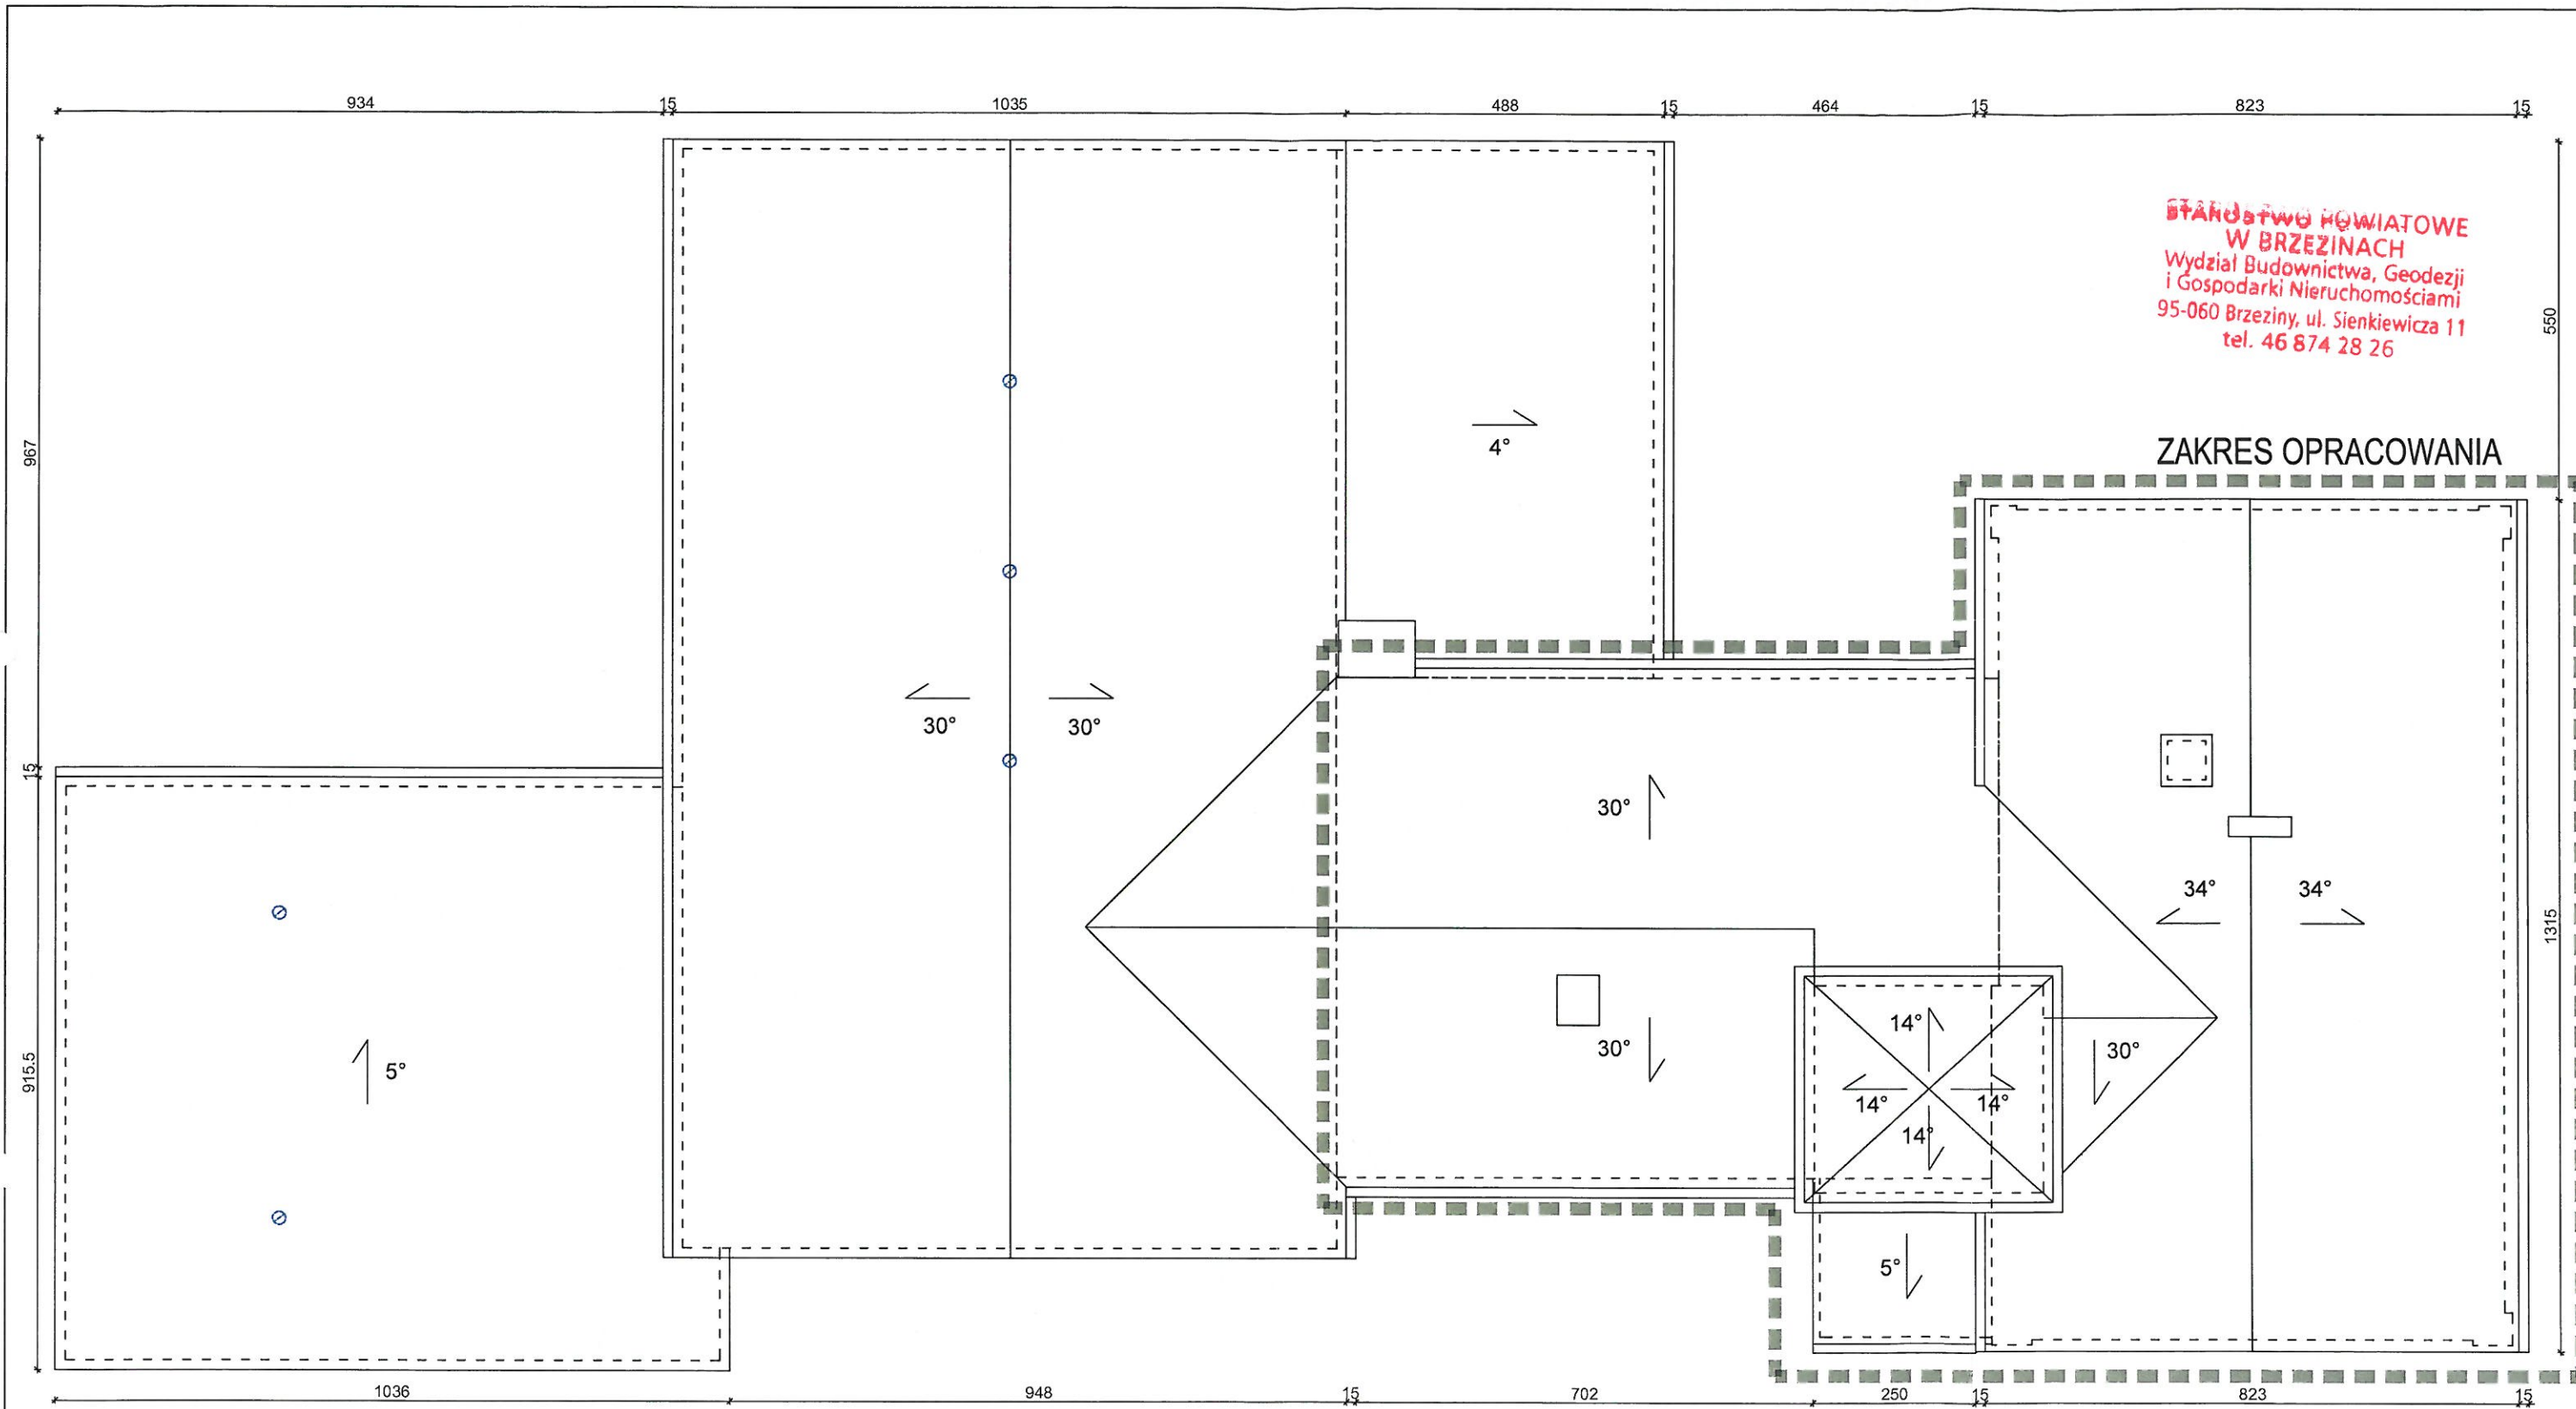 934 15 1035 488 15 464 15 823 15
STAROSTWO POWIATOWE
W BRZEZINACH
Wydział Budownictwa, Geodezji
i Gospodarki Nieruchomościami
95-060 Brzeziny, ul. Sienkiewicza 11
tel. 46 874 28 26
550
967
4°
ZAKRES OPRACOWANIA
30° 30°
15
30°
34° 34°
1315
915.5
5°
30°
14°
30°
14° 14°
14°
5°
1036 948 15 702 250 15 823 15